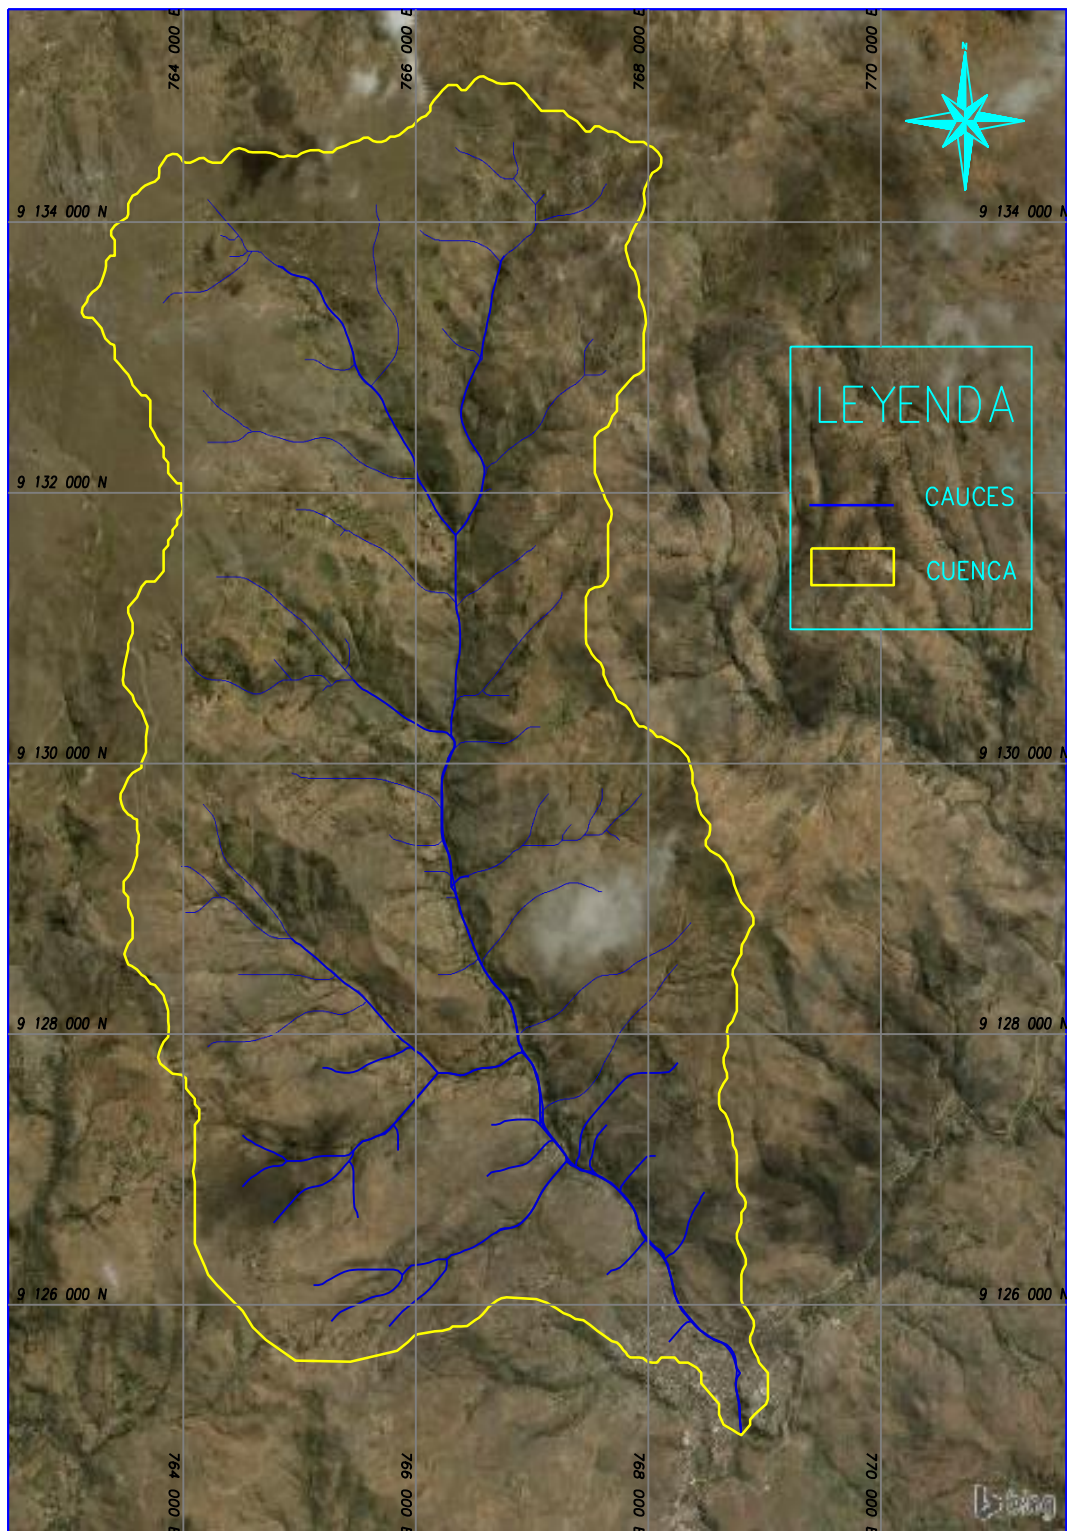 764 000 E
766 000 E
768 000 E
770 000 E
N
9 134 000 N
9 134 000 N
LEYENDA
9 132 000 N
CAUCES
CUENCA
9 130 000 N
9 130 000 N
9 128 000 N
9 128 000 N
9 126 000 N
9 126 000 N
764 000 E
766 000 E
768 000 E
770 000 E
bing